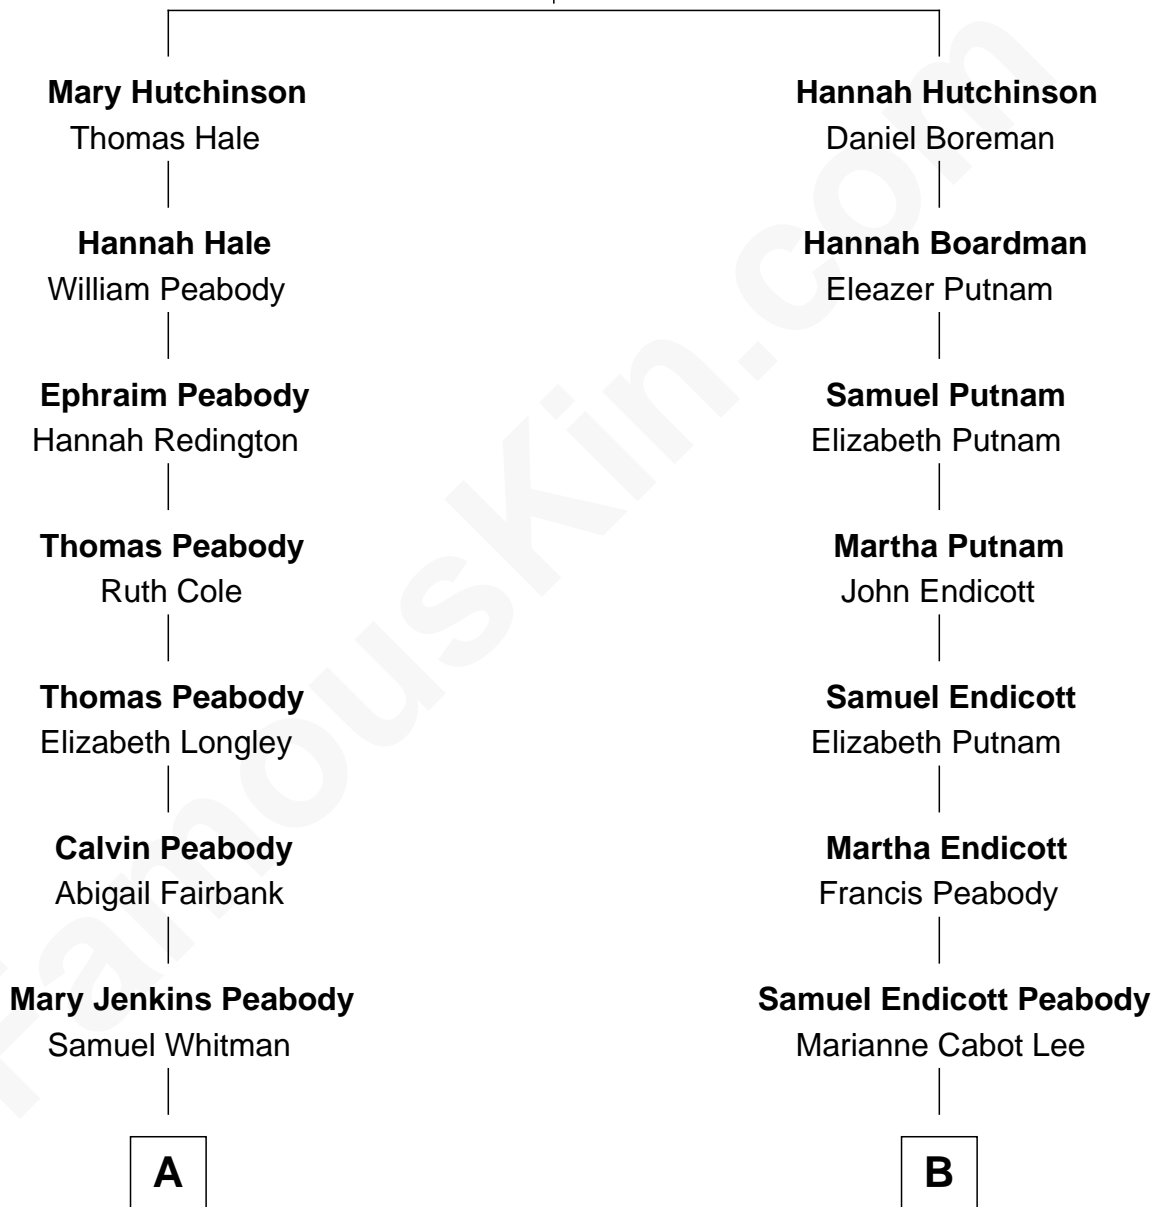 Mary Hutchinson
Thomas Hale
Hannah Hale
William Peabody
Ephraim Peabody
Hannah Redington
Thomas Peabody
Ruth Cole
Thomas Peabody
Elizabeth Longley
Calvin Peabody
Abigail Fairbank
Mary Jenkins Peabody
Samuel Whitman
A
Hannah Hutchinson
Daniel Boreman
Hannah Boardman
Eleazer Putnam
Samuel Putnam
Elizabeth Putnam
Martha Putnam
John Endicott
Samuel Endicott
Elizabeth Putnam
Martha Endicott
Francis Peabody
Samuel Endicott Peabody
Marianne Cabot Lee
B
FamousKin.com